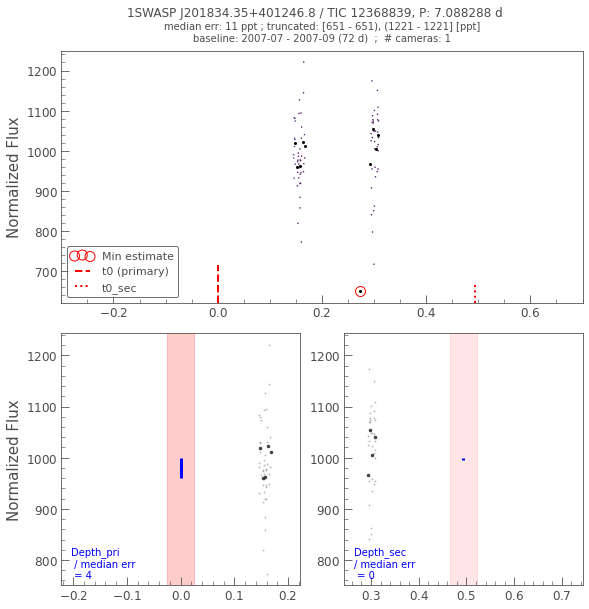 1SWASP J201834.35+401246.8 / TIC 12368839, P: 7.088288 d
median err: 11 ppt ; truncated: [651 - 651), (1221 - 1221] [ppt]
baseline: 2007-07 - 2007-09 (72 d)  ;  # cameras: 1
Normalized Flux
1200
1100
1000
900
800
700
Min estimate
t0 (primary)
t0_sec
−0.2
0.0
0.2
0.4
0.6
Normalized Flux
1200
1100
1000
900
800
Depth_pri
/ median err
= 4
−0.2
−0.1
0.0
0.1
0.2
1200
1100
1000
900
800
Depth_sec
/ median err
= 0
0.3
0.4
0.5
0.6
0.7